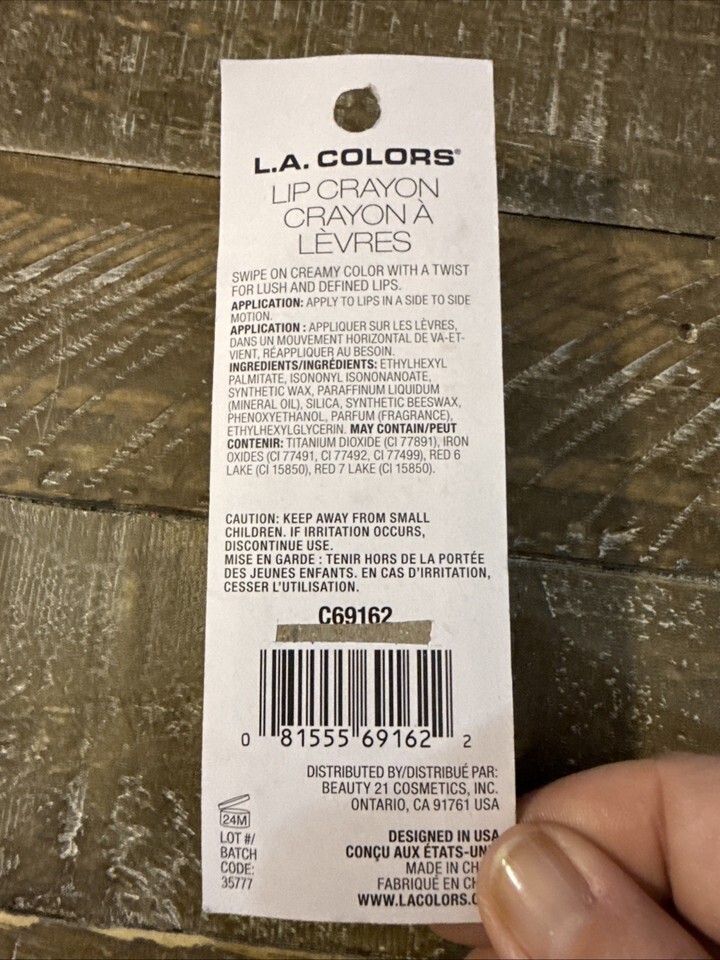 L.A. COLORS®
LIP CRAYON
CRAYON À
LÈVRES
SWIPE ON CREAMY COLOR WITH A TWIST
FOR LUSH AND DEFINED LIPS.
APPLICATION: APPLY TO LIPS IN A SIDE TO SIDE
MOTION.
APPLICATION : APPLIQUER SUR LES LÈVRES,
DANS UN MOUVEMENT HORIZONTAL DE VA-ET-
VIENT, RÉAPPLIQUER AU BESOIN.
INGREDIENTS/INGRÉDIENTS: ETHYLHEXYL
PALMITATE, ISONONYL ISONONANOATE,
SYNTHETIC WAX, PARAFFINUM LIQUIDUM
(MINERAL OIL), SILICA, SYNTHETIC BEESWAX,
PHENOXYETHANOL, PARFUM (FRAGRANCE),
ETHYLHEXYLGLYCERIN. MAY CONTAIN/PEUT
CONTENIR: TITANIUM DIOXIDE (CI 77891), IRON
OXIDES (CI 77491, CI 77492, CI 77499), RED 6
LAKE (CI 15850), RED 7 LAKE (CI 15850).
CAUTION: KEEP AWAY FROM SMALL
CHILDREN. IF IRRITATION OCCURS,
DISCONTINUE USE.
MISE EN GARDE : TENIR HORS DE LA PORTÉE
DES JEUNES ENFANTS. EN CAS D'IRRITATION,
CESSER L'UTILISATION.
C69162
0 81555 69162 2
DISTRIBUTED BY/DISTRIBUÉ PAR:
BEAUTY 21 COSMETICS, INC.
ONTARIO, CA 91761 USA
24M
LOT #/
BATCH
CODE:
35777
DESIGNED IN USA
CONÇU AUX ÉTATS-UN
MADE IN CH
FABRIQUÉ EN CH
WWW.LACOLORS.